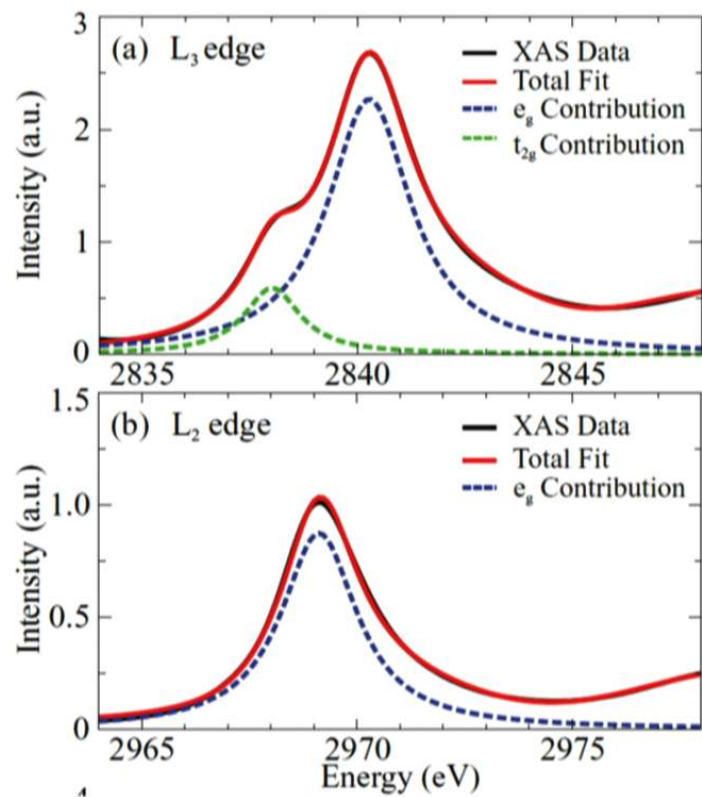 3
(a) L₃ edge
XAS Data
Total Fit
e_g Contribution
t_2g Contribution
2
1
0
Intensity (a.u.)
2835 2840 2845
1.5
(b) L₂ edge
XAS Data
Total Fit
e_g Contribution
1.0
0.5
0
Intensity (a.u.)
2965 2970 2975
Energy (eV)